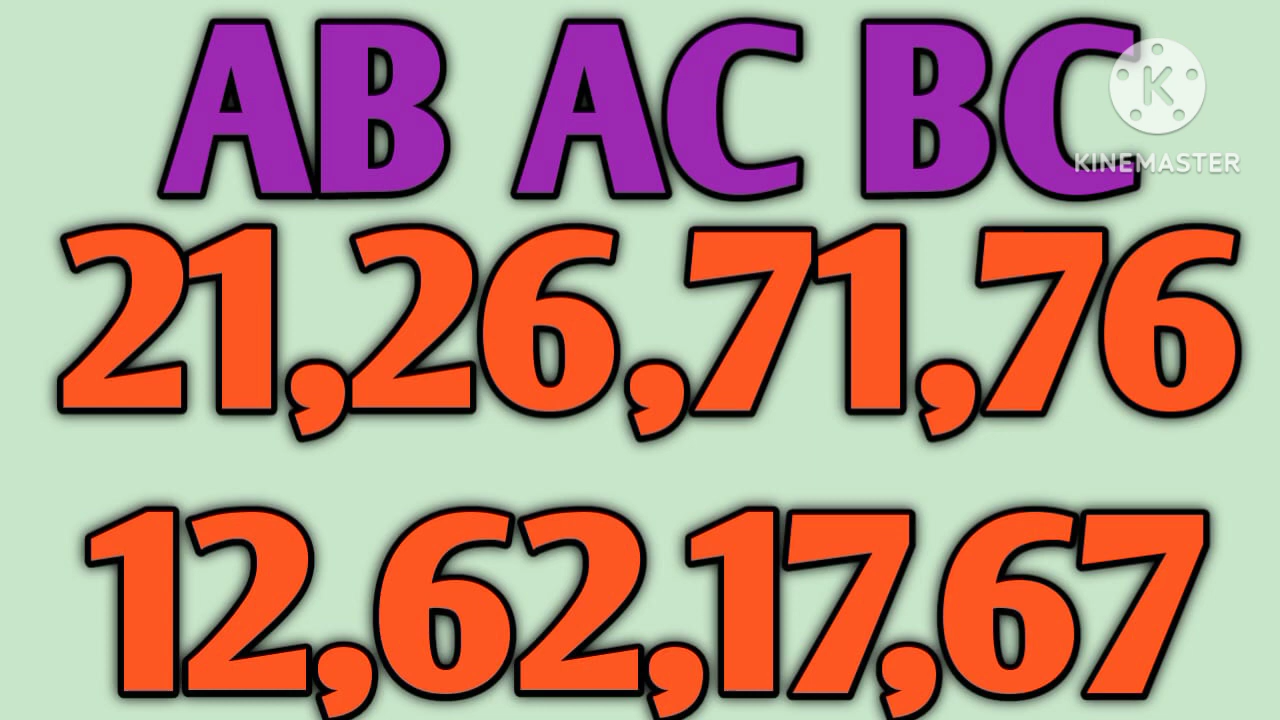 AB AC BC
K
KINEMASTER
21,26,71,76
12,62,17,67